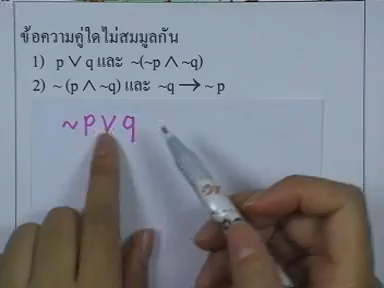 ข้อความคู่ใดไม่สมมูลกัน
1) p ∨ q และ ~(~p ∧ ~q)
2) ~ (p ∧ ~q) และ ~q → ~ p
~ p ∨ q